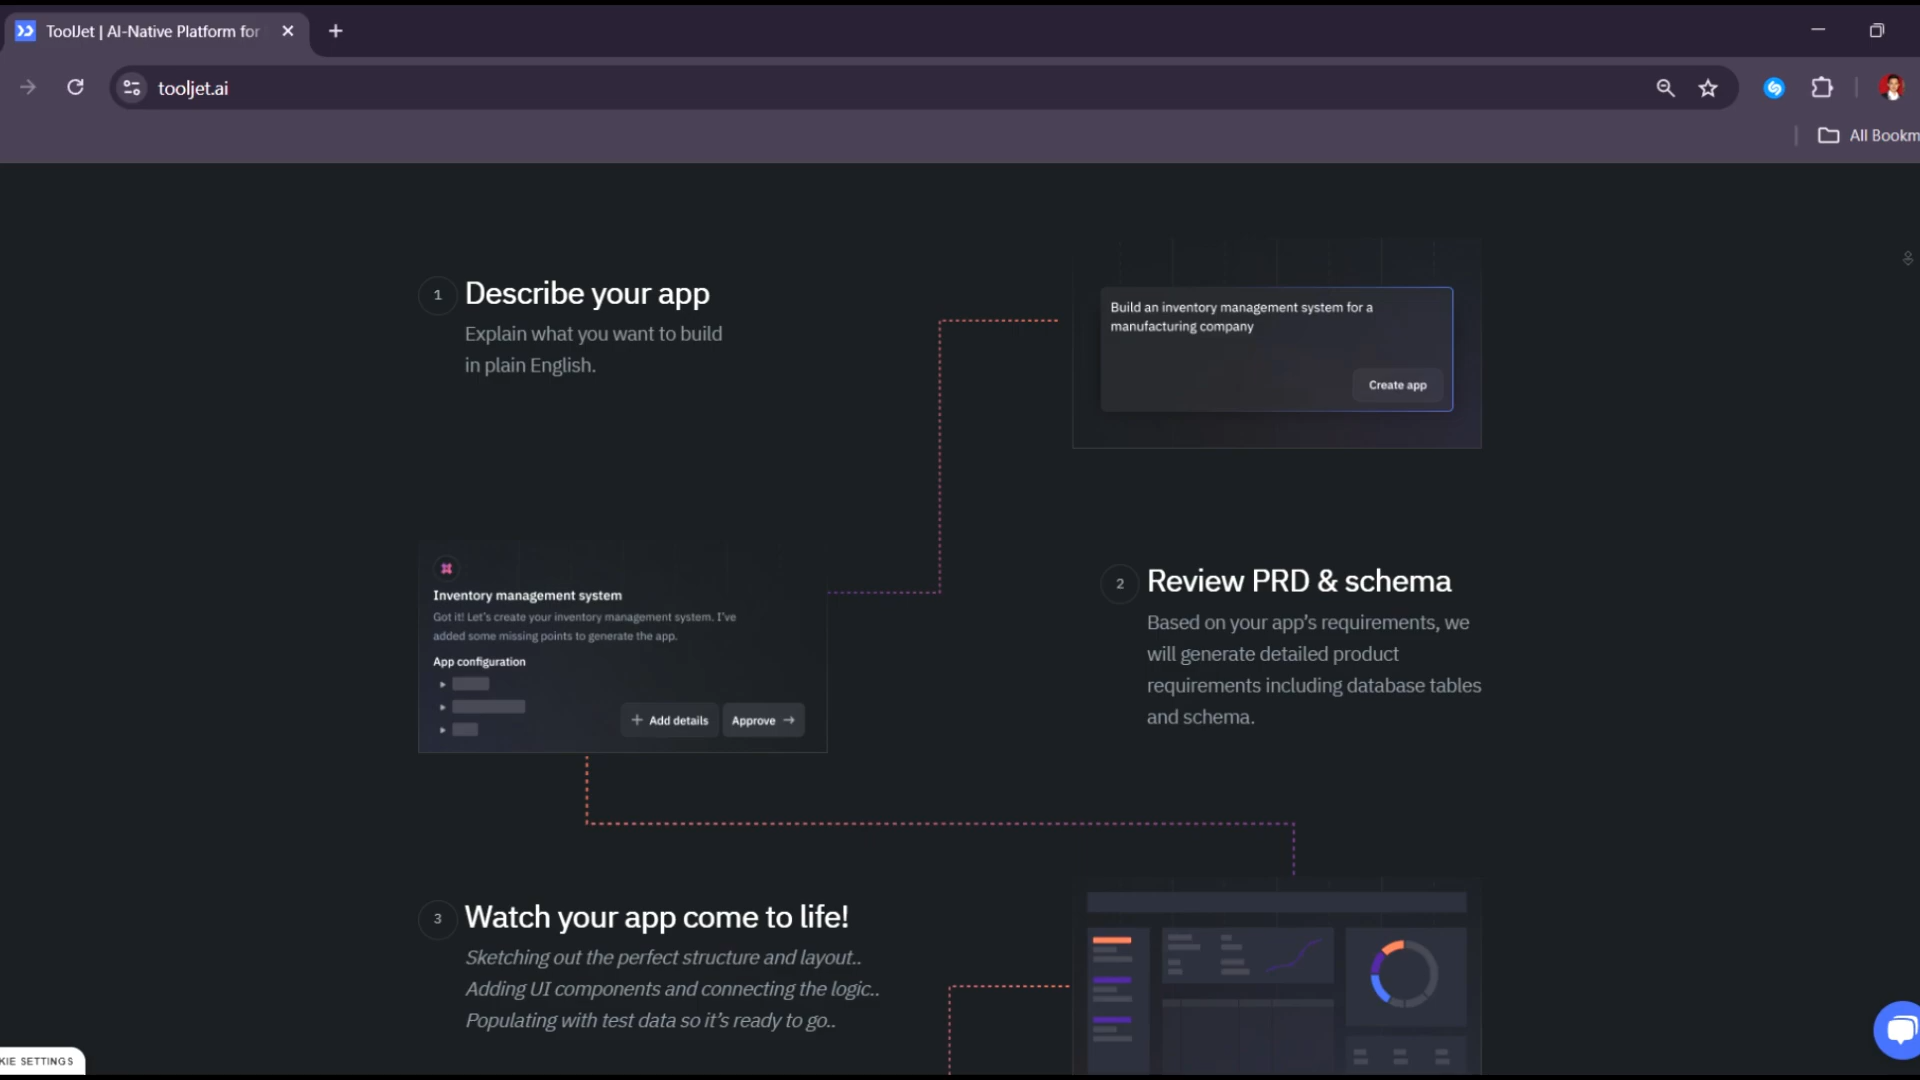 ToolJet | AI-Native Platform for
tooljet.ai
All Bookm
1
Describe your app
Explain what you want to build
in plain English.
Build an inventory management system for a
manufacturing company
Create app
Inventory management system
Got it! Let's create your inventory management system. I've
added some missing points to generate the app.
App configuration
+ Add details
Approve →
2
Review PRD & schema
Based on your app's requirements, we
will generate detailed product
requirements including database tables
and schema.
3
Watch your app come to life!
Sketching out the perfect structure and layout..
Adding UI components and connecting the logic..
Populating with test data so it's ready to go..
KIE SETTINGS